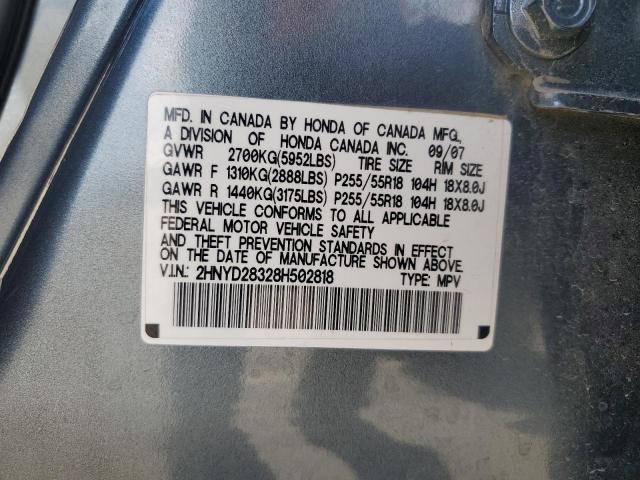 MFD. IN CANADA BY HONDA OF CANADA MFG.,
A DIVISION OF HONDA CANADA INC. 09/07
GVWR 2700KG(5952LBS) TIRE SIZE RIM SIZE
GAWR F 1310KG(2888LBS) P255/55R18 104H 18X8.0J
GAWR R 1440KG(3175LBS) P255/55R18 104H 18X8.0J
THIS VEHICLE CONFORMS TO ALL APPLICABLE
FEDERAL MOTOR VEHICLE SAFETY
AND THEFT PREVENTION STANDARDS IN EFFECT
ON THE DATE OF MANUFACTURE SHOWN ABOVE.
V.I.N.: 2HNYD28328H502818 TYPE: MPV